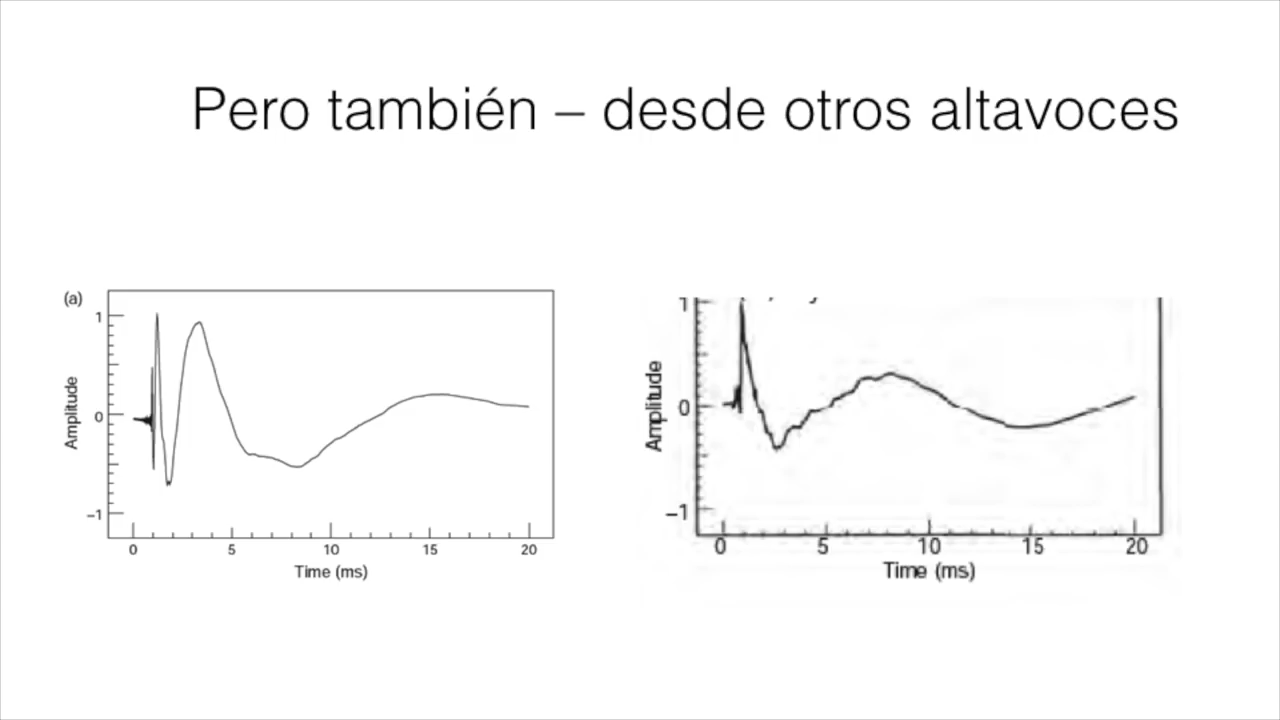 Pero también – desde otros altavoces
(a)
1
0
−1
Amplitude
0 5 10 15 20
Time (ms)
1
0
−1
Amplitude
0 5 10 15 20
Time (ms)